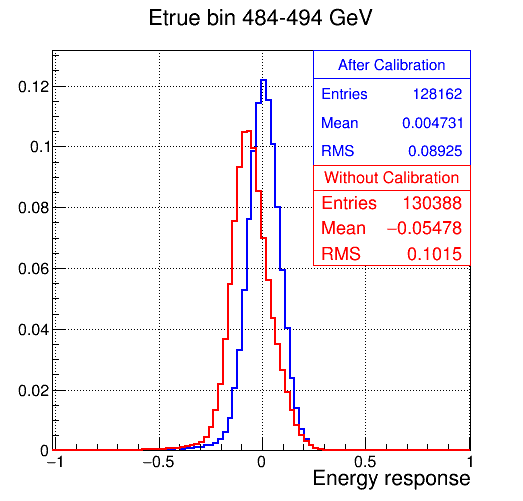 Etrue bin 484-494 GeV
After Calibration
Entries 128162
Mean 0.004731
RMS 0.08925
Without Calibration
Entries 130388
Mean −0.05478
RMS 0.1015
0.12
0.1
0.08
0.06
0.04
0.02
0
−1 −0.5 0 0.5 1
Energy response